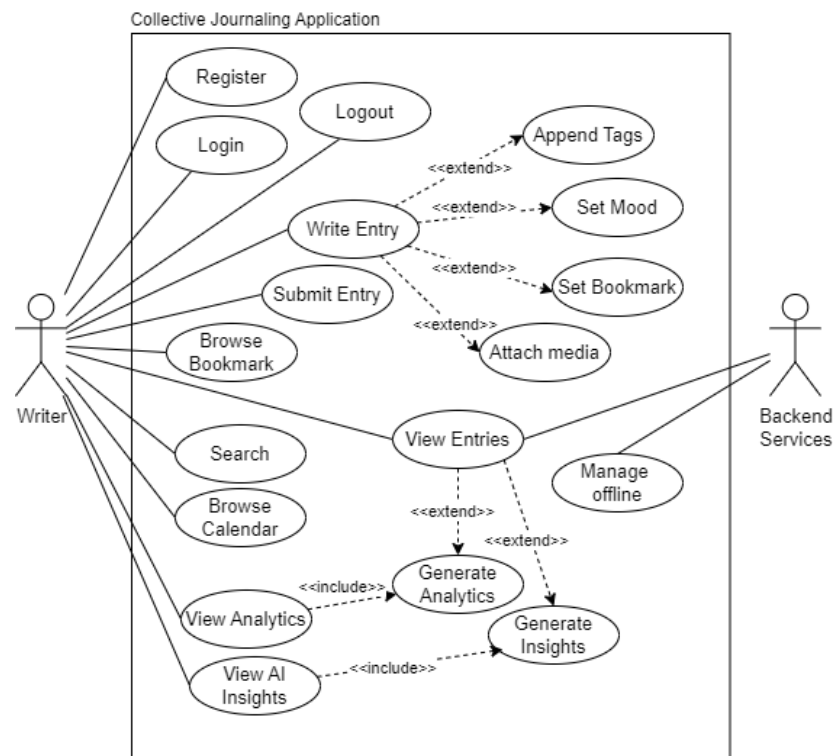 Collective Journaling Application
Register
Logout
Login
Append Tags
<<extend>>
Set Mood
<<extend>>
Write Entry
<<extend>>
Set Bookmark
Submit Entry
<<extend>>
Attach media
Browse
Bookmark
Writer
Backend
Services
View Entries
Search
Manage
offline
Browse
Calendar
<<extend>>
<<extend>>
Generate
Analytics
<<include>>
View Analytics
Generate
Insights
<<include>>
View AI
Insights